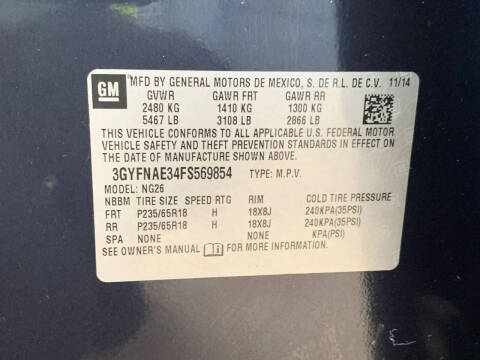 GM MFD BY GENERAL MOTORS DE MEXICO, S. DE R.L. DE C.V. 11/14
GVWR GAWR FRT GAWR RR
2480 KG 1410 KG 1300 KG
5467 LB 3108 LB 2866 LB
THIS VEHICLE CONFORMS TO ALL APPLICABLE U.S. FEDERAL MOTOR
VEHICLE SAFETY AND THEFT PREVENTION STANDARDS IN EFFECT ON
THE DATE OF MANUFACTURE SHOWN ABOVE.
3GYFNAE34FS569854 TYPE: M.P.V.
MODEL: NG26
NBBM TIRE SIZE SPEED RTG RIM COLD TIRE PRESSURE
FRT P235/65R18 H 18X8J 240KPA(35PSI)
RR P235/65R18 H 18X8J 240KPA(35PSI)
SPA NONE NONE KPA(PSI)
SEE OWNER'S MANUAL FOR MORE INFORMATION.